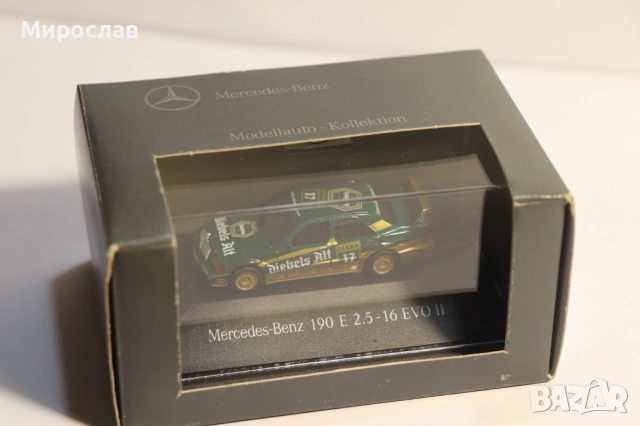 Мирослав
Mercedes-Benz
Modellauto - Kollektion
17
Diebels Alt
Diebels Alt
17
Mercedes-Benz 190 E 2.5-16 EVO II
BAZAR